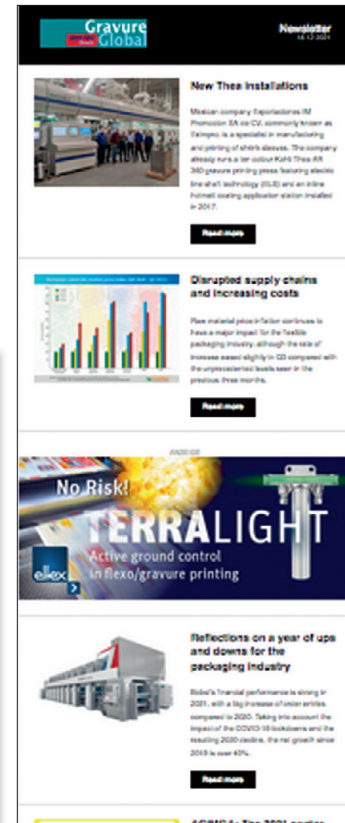 Gravure
Global
Newsletter
16.12.2021
New Thea installations
Mexican company Exportaciones IM
Promoción SA de CV, commonly known as
Eximpro, is a specialist in manufacturing
and printing of shrink sleeves. The company
already runs a ten colour Kohli Thea AR
360 gravure printing press featuring electric
line shaft technology (ELS) and an inline
hotmelt coating applicator station installed
in 2017.
Read more
Disrupted supply chains
and increasing costs
Raw material price inflation continues to
have a major impact for the flexible
packaging industry, although the rate of
increase eased slightly in Q3 compared with
the unprecedented levels seen in the
previous three months.
Read more
ANZEIGE
No Risk!
TERRALIGHT
Active ground control
in flexo/gravure printing
eltex
Reflections on a year of ups
and downs for the
packaging industry
Bobst's financial performance is strong in
2021, with a big increase of order entries
compared to 2020. Taking into account the
impact of the COVID-19 lockdowns and the
resulting 2020 decline, the net growth since
2019 is over 40%.
Read more